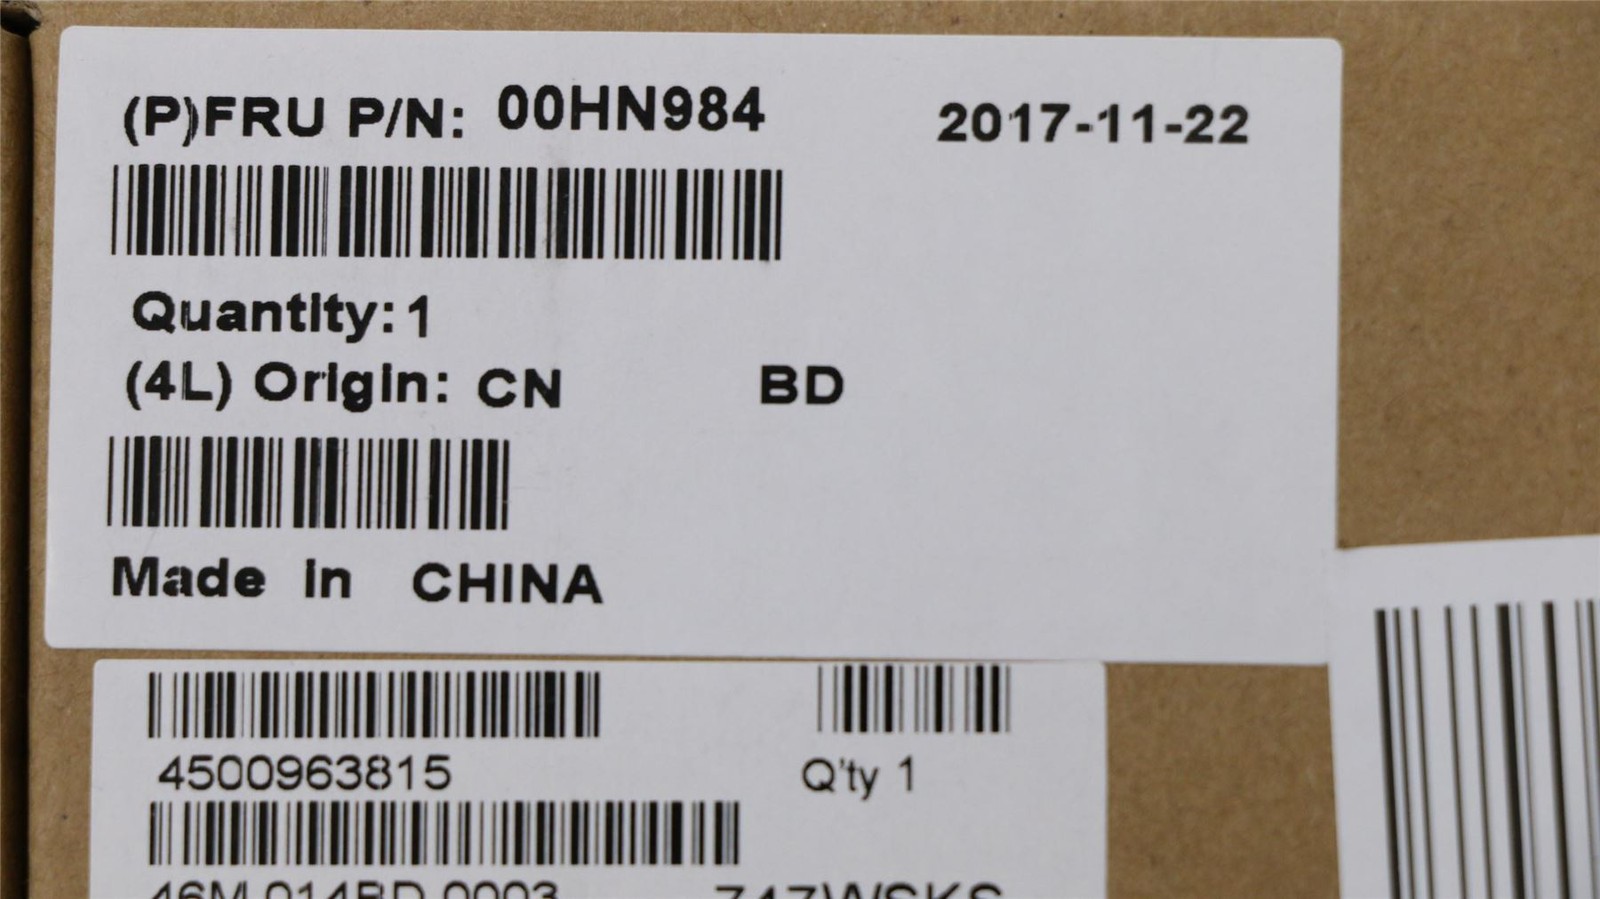 (P)FRU P/N: 00HN984 2017-11-22
Quantity: 1
(4L) Origin: CN BD
Made in CHINA
4500963815 Q'ty 1